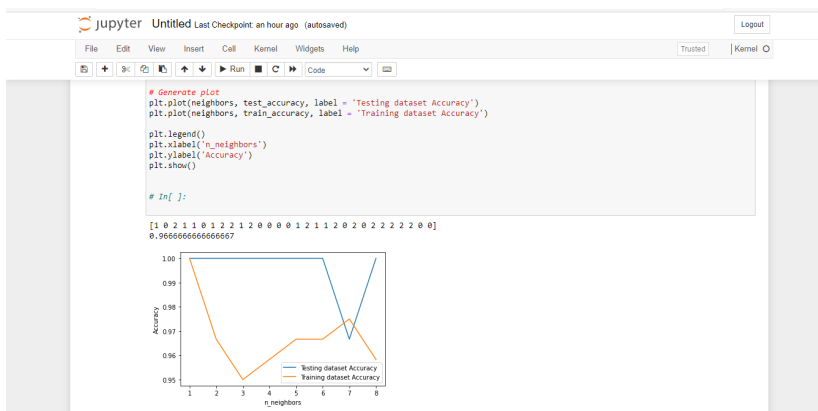 jupyter Untitled Last Checkpoint: an hour ago (autosaved)
Logout
File Edit View Insert Cell Kernel Widgets Help
Trusted
Kernel
Run
Code
# Generate plot
plt.plot(neighbors, test_accuracy, label = 'Testing dataset Accuracy')
plt.plot(neighbors, train_accuracy, label = 'Training dataset Accuracy')
plt.legend()
plt.xlabel('n_neighbors')
plt.ylabel('Accuracy')
plt.show()
# In[ ]:
[1 0 2 1 1 0 1 2 2 1 2 0 0 0 0 1 2 1 1 2 0 2 0 2 2 2 2 2 0 0]
0.9666666666666667
1.00
0.99
0.98
0.97
0.96
0.95
Accuracy
Testing dataset Accuracy
Training dataset Accuracy
1 2 3 4 5 6 7 8
n_neighbors